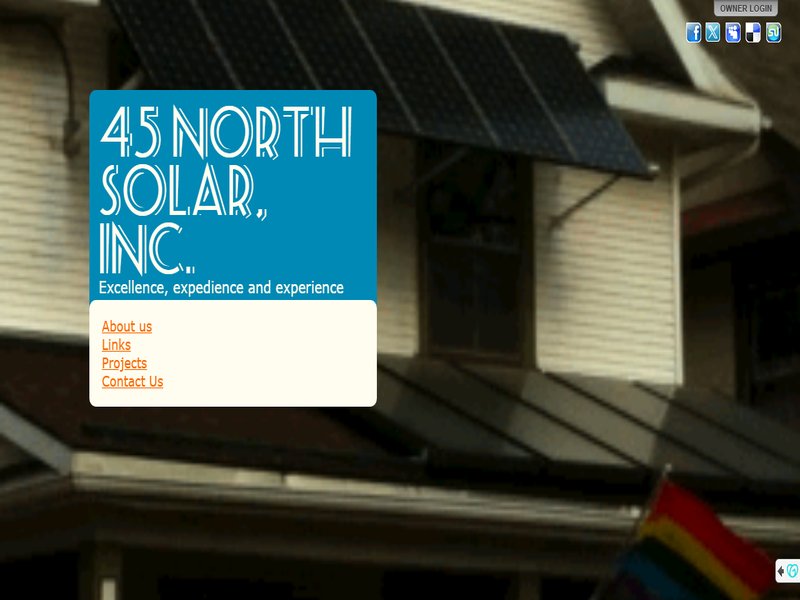 OWNER LOGIN
45 NORTH
SOLAR,
INC.
Excellence, expedience and experience
About us
Links
Projects
Contact Us